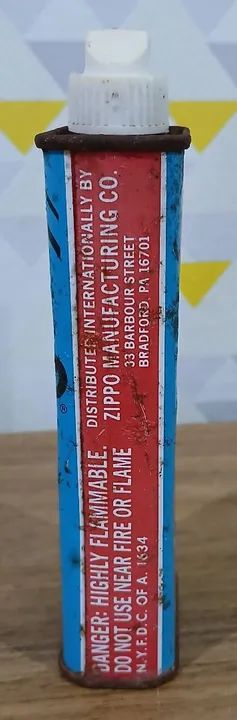 DANGER: HIGHLY FLAMMABLE.
DO NOT USE NEAR FIRE OR FLAME
N.Y.F.D. C. OF A. 1634
DISTRIBUTED INTERNATIONALLY BY
ZIPPO MANUFACTURING CO.
33 BARBOUR STREET
BRADFORD, PA 16701
®